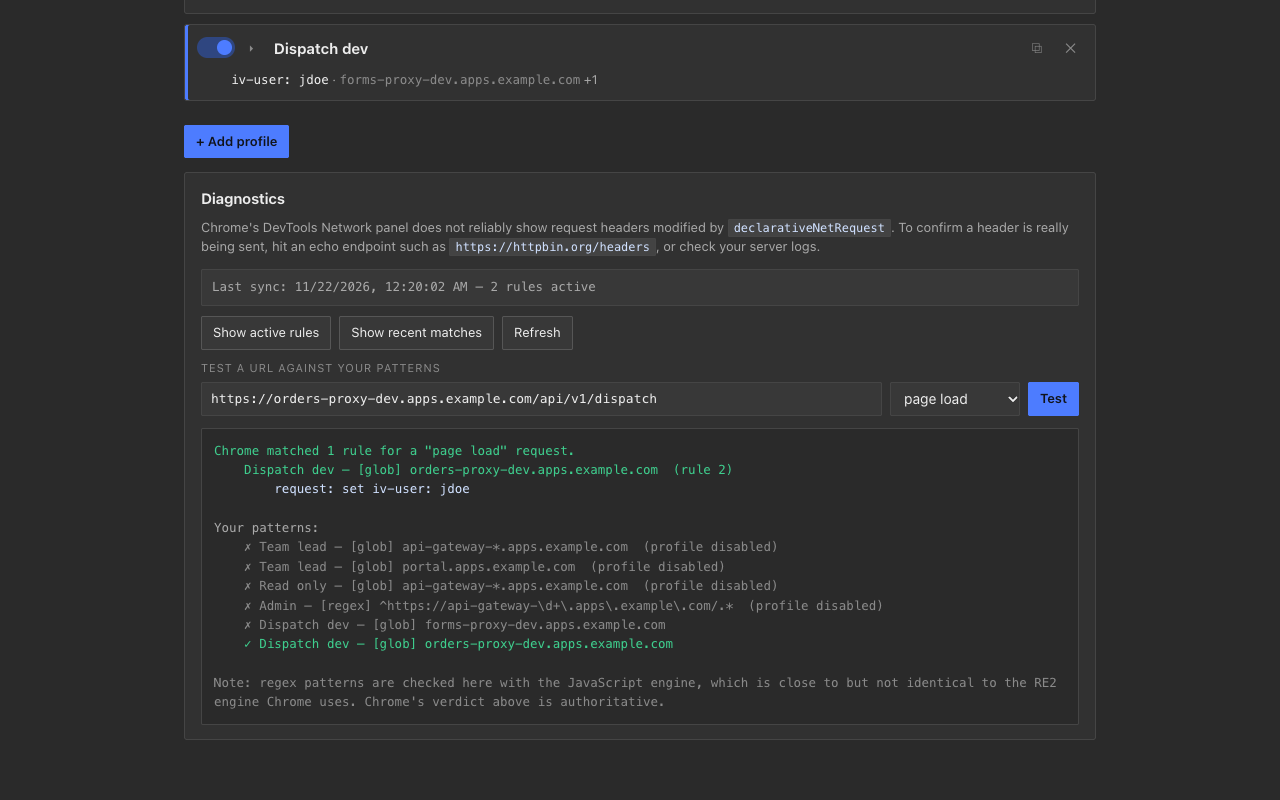 Dispatch dev
iv-user: jdoe · forms-proxy-dev.apps.example.com +1
+ Add profile
Diagnostics
Chrome's DevTools Network panel does not reliably show request headers modified by declarativeNetRequest. To confirm a header is really
being sent, hit an echo endpoint such as https://httpbin.org/headers, or check your server logs.
Last sync: 11/22/2026, 12:20:02 AM — 2 rules active
Show active rules Show recent matches Refresh
TEST A URL AGAINST YOUR PATTERNS
https://orders-proxy-dev.apps.example.com/api/v1/dispatch page load Test
Chrome matched 1 rule for a "page load" request.
Dispatch dev — [glob] orders-proxy-dev.apps.example.com (rule 2)
request: set iv-user: jdoe
Your patterns:
✗ Team lead — [glob] api-gateway-*.apps.example.com (profile disabled)
✗ Team lead — [glob] portal.apps.example.com (profile disabled)
✗ Read only — [glob] api-gateway-*.apps.example.com (profile disabled)
✗ Admin — [regex] ^https://api-gateway-\d+\.apps\.example\.com/.* (profile disabled)
✗ Dispatch dev — [glob] forms-proxy-dev.apps.example.com
✓ Dispatch dev — [glob] orders-proxy-dev.apps.example.com
Note: regex patterns are checked here with the JavaScript engine, which is close to but not identical to the RE2
engine Chrome uses. Chrome's verdict above is authoritative.